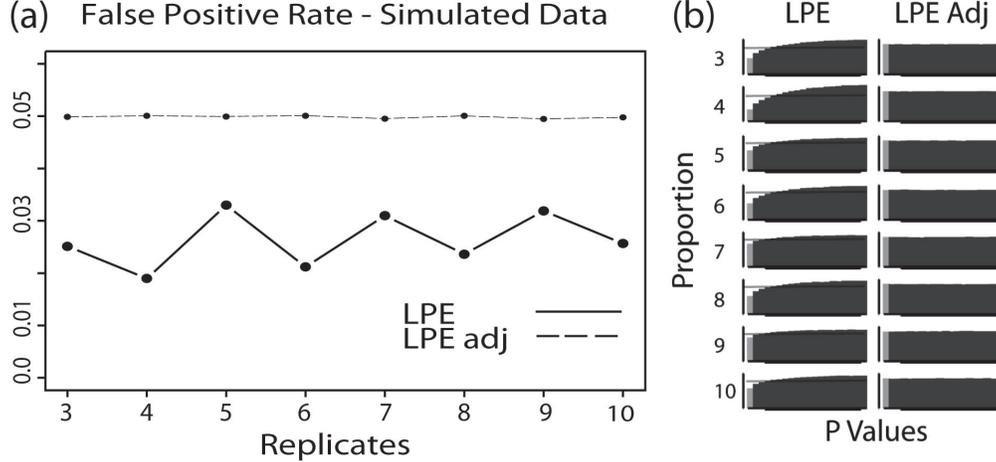 (a) False Positive Rate - Simulated Data
0.05
0.03
0.01
0.0
LPE
LPE adj
3 4 5 6 7 8 9 10
Replicates
(b) LPE LPE Adj
3
4
5
6
7
8
9
10
Proportion
P Values